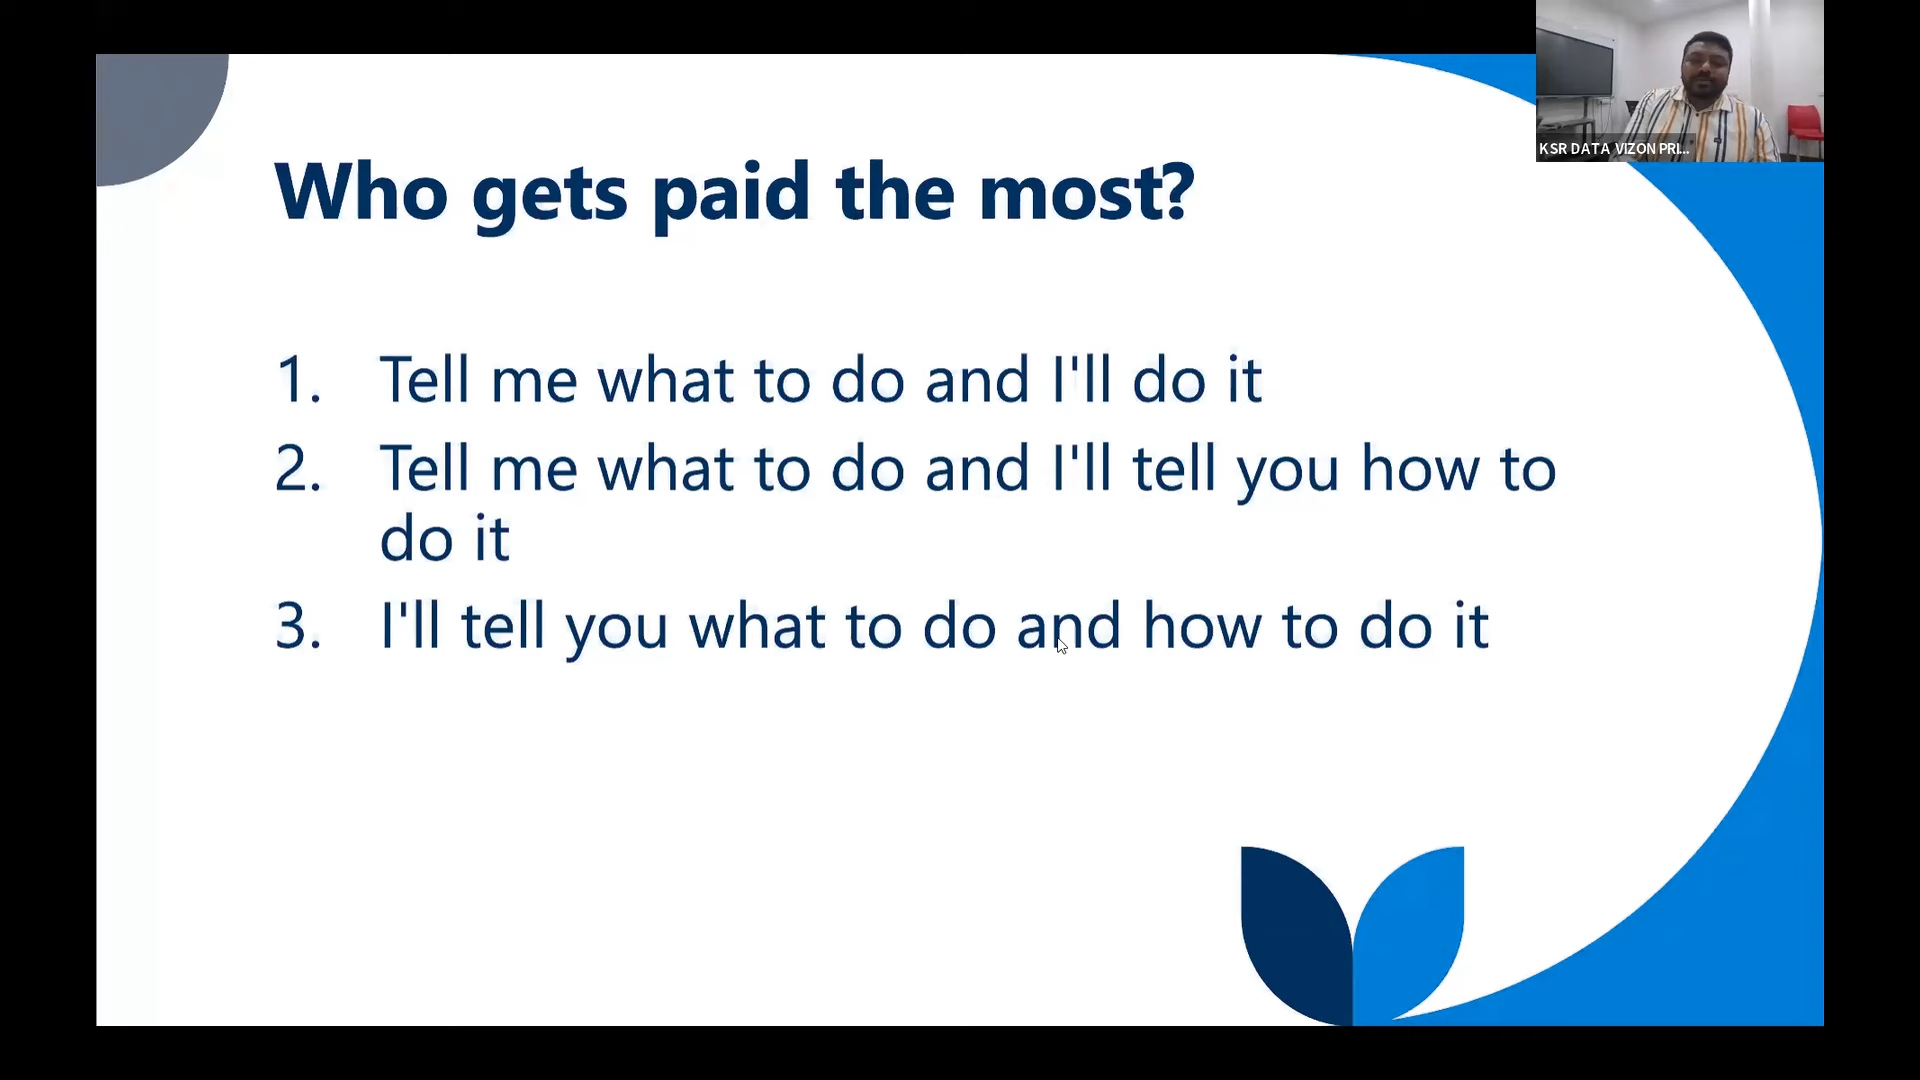 KSR DATA VIZON PRI...
Who gets paid the most?
1. Tell me what to do and I'll do it
2. Tell me what to do and I'll tell you how to
do it
3. I'll tell you what to do and how to do it